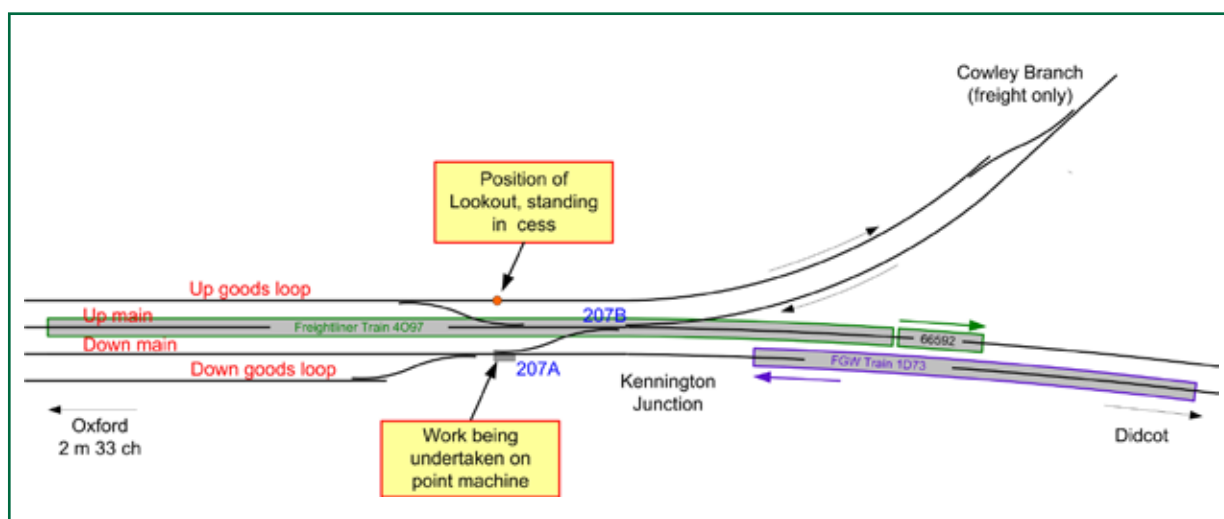 Cowley Branch
(freight only)
Position of
Lookout, standing
in cess
Up goods loop
207B
Up main
Freightliner Train 4O97
66592
Down main
FGW Train 1D73
Down goods loop
207A
Kennington
Junction
Oxford
2 m 33 ch
Didcot
Work being
undertaken on
point machine